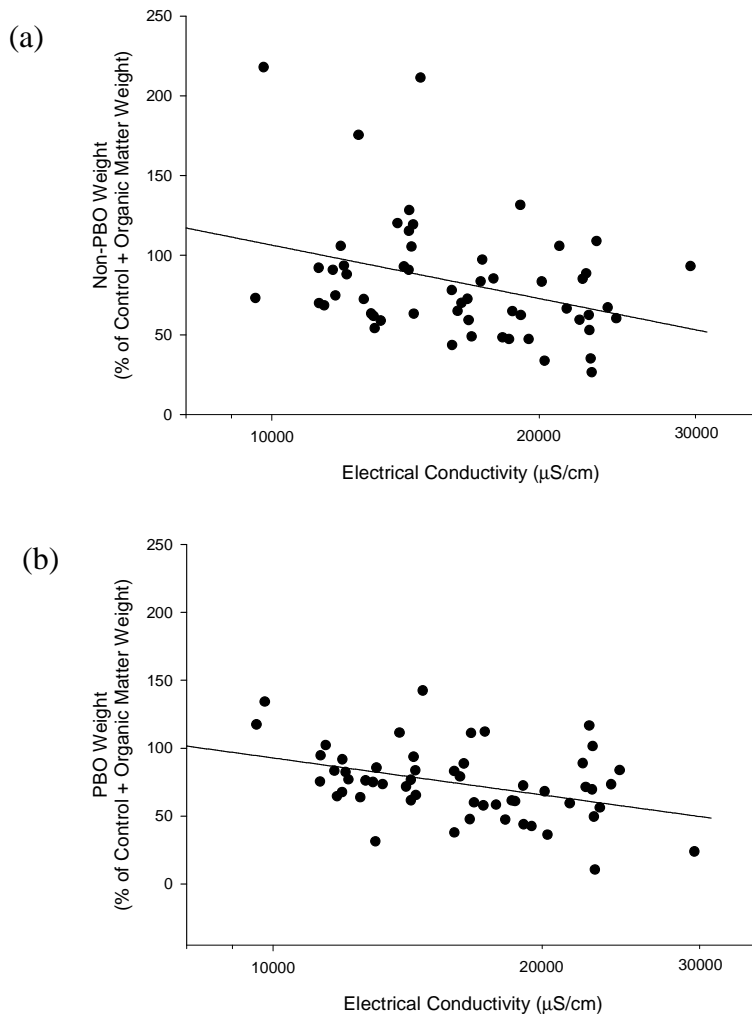 (a)
Non-PBO Weight
(% of Control + Organic Matter Weight)
250
200
150
100
50
0
10000 20000 30000
Electrical Conductivity (μS/cm)
(b)
PBO Weight
(% of Control + Organic Matter Weight)
250
200
150
100
50
0
10000 20000 30000
Electrical Conductivity (μS/cm)